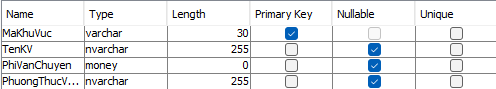 Name Type Length Primary Key Nullable Unique
MaKhuVuc varchar 30
TenKV nvarchar 255
PhiVanChuyen money 0
PhuongThucV... nvarchar 255